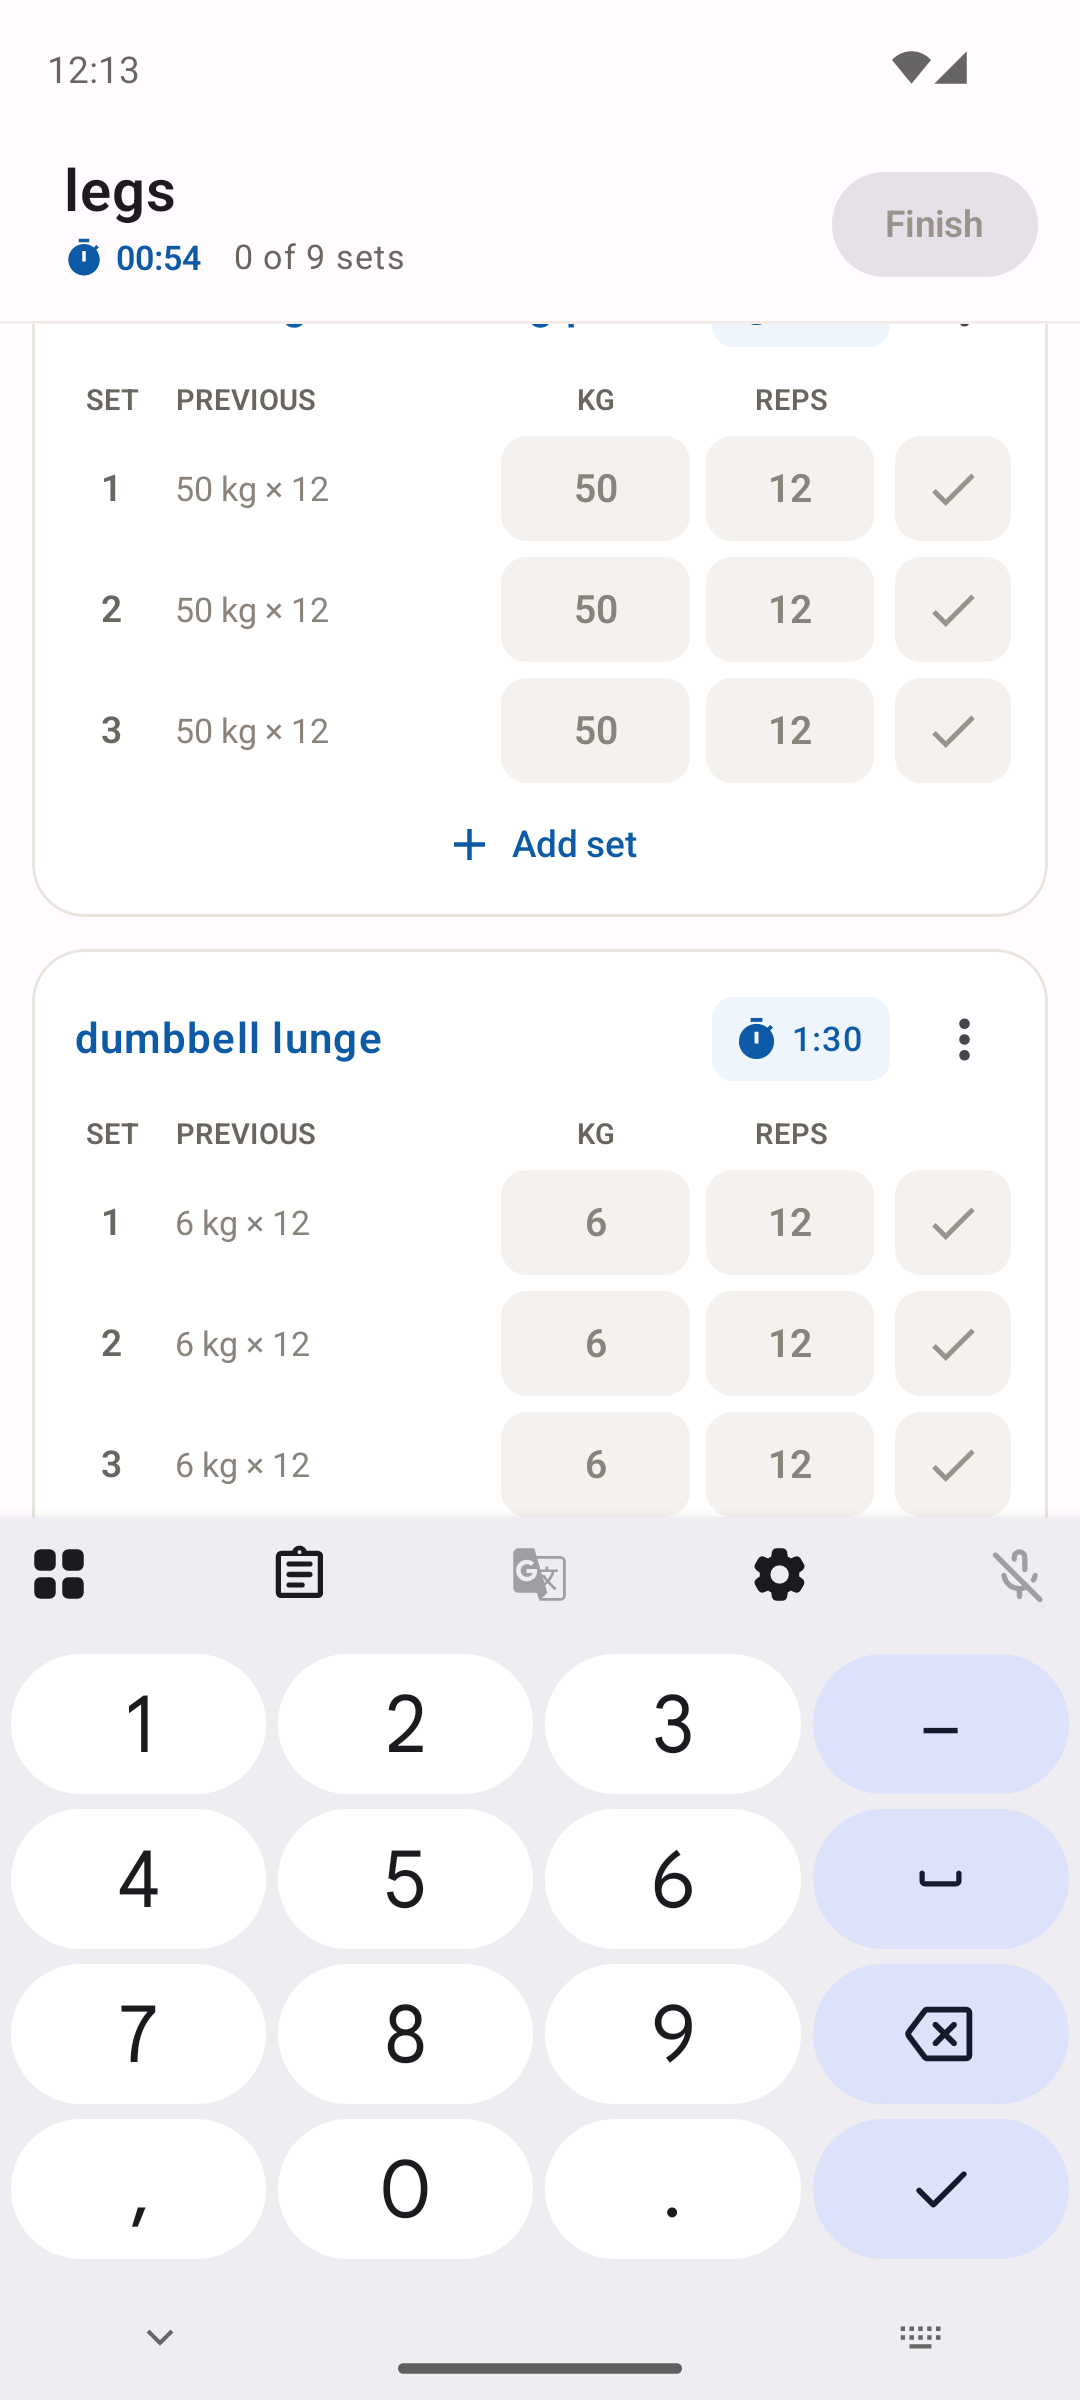 12:13
legs
00:54 0 of 9 sets
Finish
SET PREVIOUS KG REPS
1 50 kg × 12 50 12
2 50 kg × 12 50 12
3 50 kg × 12 50 12
+ Add set
dumbbell lunge 1:30
SET PREVIOUS KG REPS
1 6 kg × 12 6 12
2 6 kg × 12 6 12
3 6 kg × 12 6 12
1 2 3 –
4 5 6
7 8 9
, 0 .